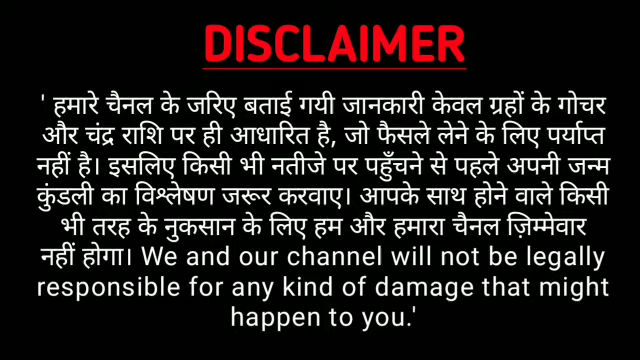 DISCLAIMER
' हमारे चैनल के जरिए बताई गयी जानकारी केवल ग्रहों के गोचर
और चंद्र राशि पर ही आधारित है, जो फैसले लेने के लिए पर्याप्त
नहीं है। इसलिए किसी भी नतीजे पर पहुँचने से पहले अपनी जन्म
कुंडली का विश्लेषण जरूर करवाए। आपके साथ होने वाले किसी
भी तरह के नुकसान के लिए हम और हमारा चैनल ज़िम्मेवार
नहीं होगा। We and our channel will not be legally
responsible for any kind of damage that might
happen to you.'